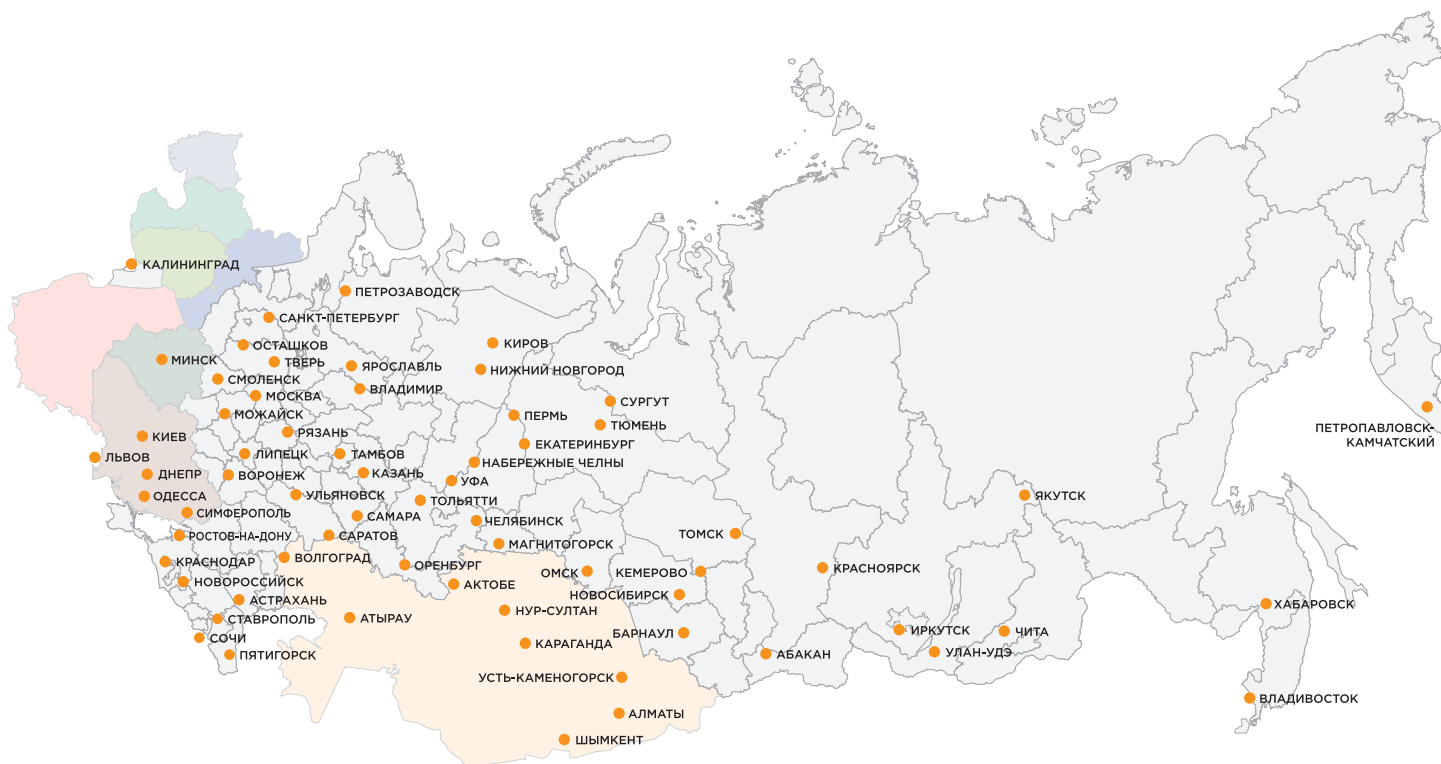 КАЛИНИНГРАД
ПЕТРОЗАВОДСК
САНКТ-ПЕТЕРБУРГ
ОСТАШКОВ
КИРОВ
МИНСК
ТВЕРЬ
ЯРОСЛАВЛЬ
НИЖНИЙ НОВГОРОД
СМОЛЕНСК
ВЛАДИМИР
МОСКВА
СУРГУТ
МОЖАЙСК
ПЕРМЬ
ТЮМЕНЬ
ПЕТРОПАВЛОВСК-
КАМЧАТСКИЙ
КИЕВ
РЯЗАНЬ
ЕКАТЕРИНБУРГ
ЛЬВОВ
ЛИПЕЦК
ТАМБОВ
НАБЕРЕЖНЫЕ ЧЕЛНЫ
ДНЕПР
ВОРОНЕЖ
КАЗАНЬ
УФА
ОДЕССА
УЛЬЯНОВСК
ТОЛЬЯТТИ
ЯКУТСК
СИМФЕРОПОЛЬ
САМАРА
ЧЕЛЯБИНСК
РОСТОВ-НА-ДОНУ
САРАТОВ
МАГНИТОГОРСК
ТОМСК
КРАСНОДАР
ВОЛГОГРАД
ОРЕНБУРГ
ОМСК
КЕМЕРОВО
КРАСНОЯРСК
НОВОРОССИЙСК
АКТОБЕ
НОВОСИБИРСК
АСТРАХАНЬ
НУР-СУЛТАН
ХАБАРОВСК
СТАВРОПОЛЬ
АТЫРАУ
СОЧИ
КАРАГАНДА
БАРНАУЛ
ИРКУТСК
ЧИТА
ПЯТИГОРСК
АБАКАН
УЛАН-УДЭ
УСТЬ-КАМЕНОГОРСК
ВЛАДИВОСТОК
АЛМАТЫ
ШЫМКЕНТ